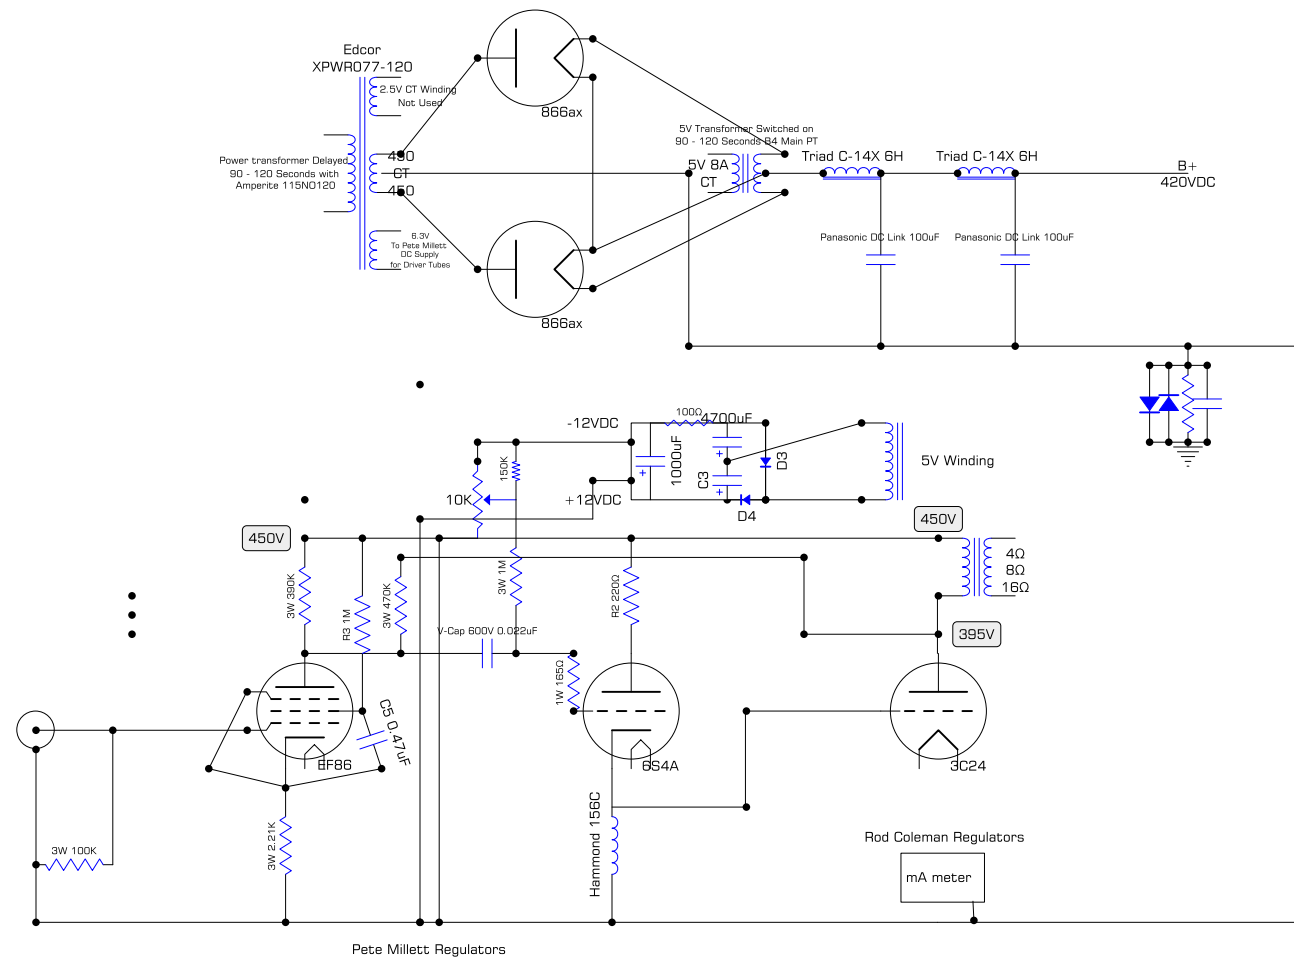 Edcor
XPWR077-120
2.5V CT Winding
Not Used
866ax
5V Transformer Switched on
90 - 120 Seconds B4 Main PT
Power transformer Delayed
90 - 120 Seconds with
Amperite 115NO120
450
CT
450
5V 8A
CT
Triad C-14X 6H
Triad C-14X 6H
B+
420VDC
6.3V
To Pete Millett
DC Supply
for Driver Tubes
Panasonic DC Link 100uF
Panasonic DC Link 100uF
866ax
-12VDC
100Ω
4700uF
1000uF
+
+
+
C3
D3
D4
5V Winding
150K
10K
+12VDC
450V
450V
4Ω
8Ω
16Ω
3W 390K
R3 1M
3W 470K
3W 1M
R2 220Ω
V-Cap 600V 0.022uF
395V
1W 165Ω
C5 0.47uF
EF86
6S4A
3C24
3W 100K
3W 2.21K
Hammond 156C
Rod Coleman Regulators
mA meter
Pete Millett Regulators